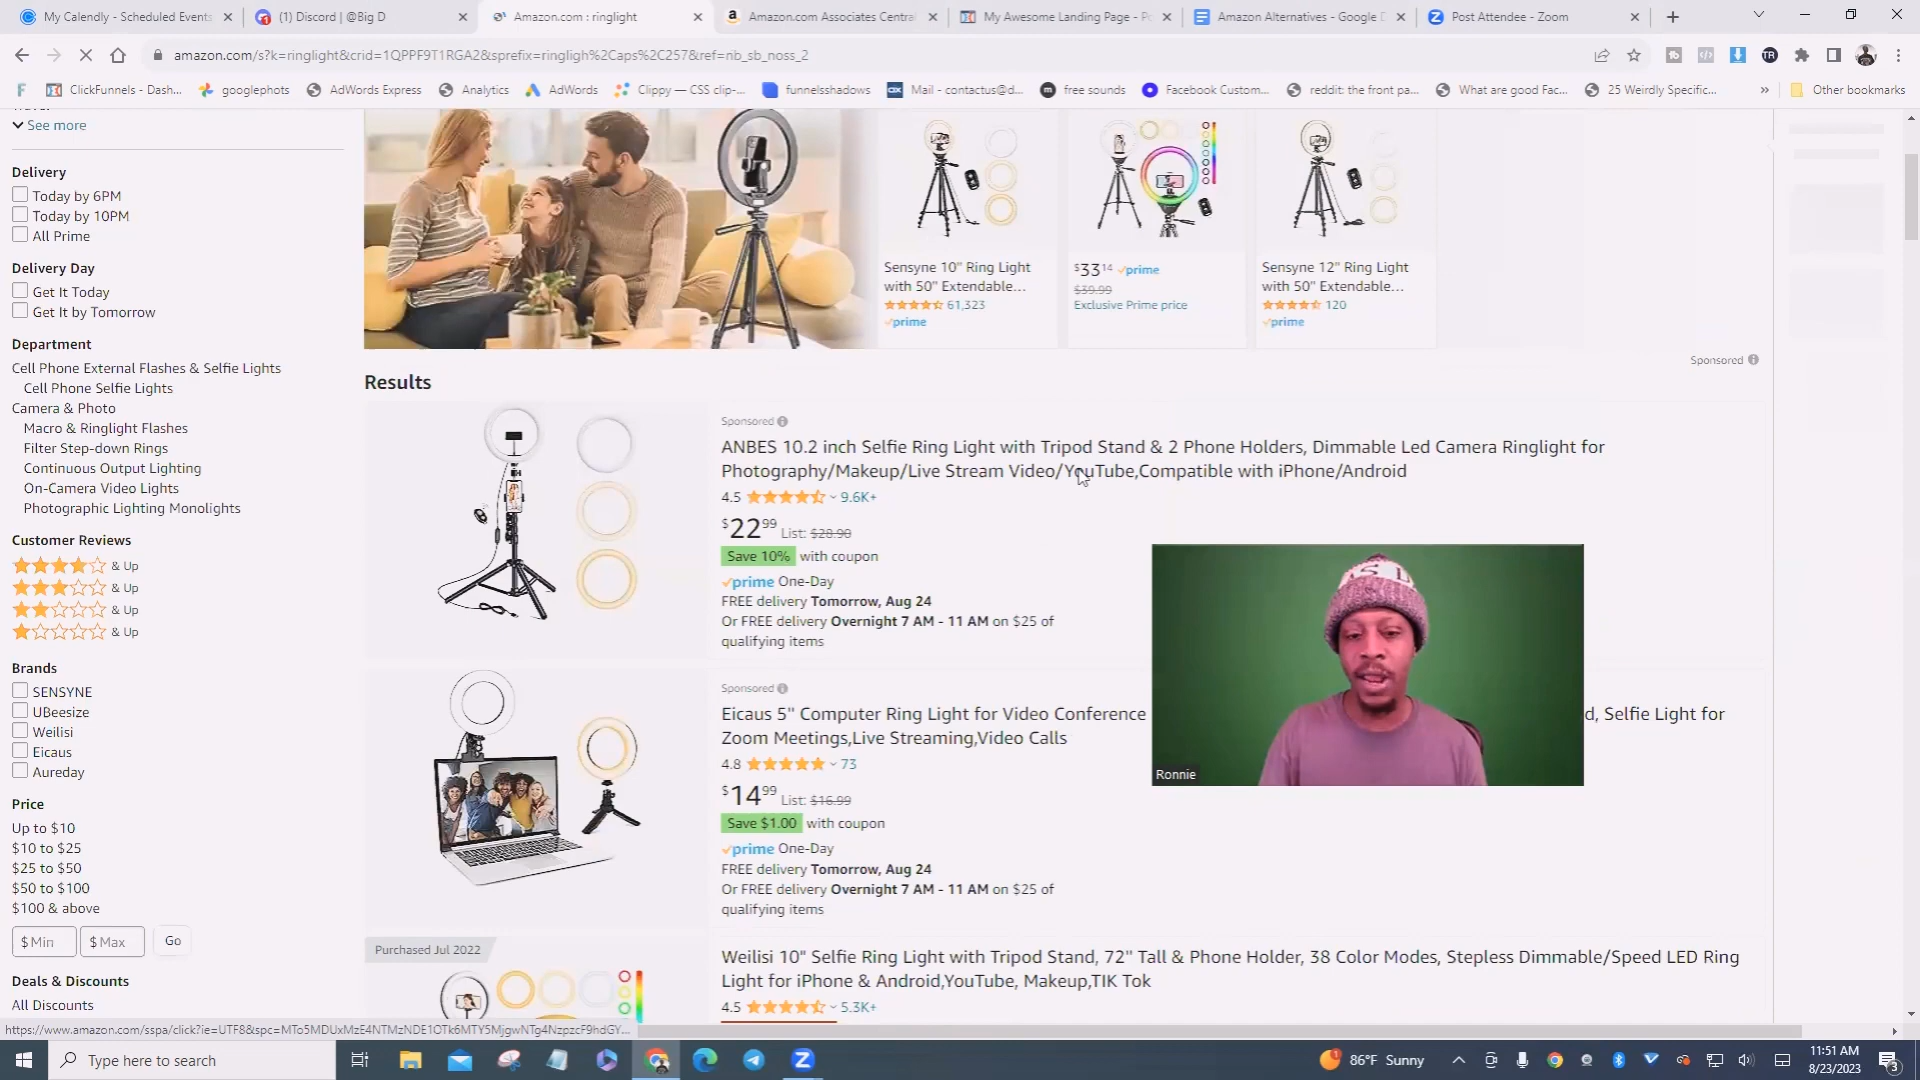 My Calendly - Scheduled Events
(1) Discord | @Big D
Amazon.com : ringlight
Amazon.com Associates Central
My Awesome Landing Page - Po
Amazon Alternatives - Google D
Post Attendee - Zoom
amazon.com/s?k=ringlight&crid=1QPPF9T1RGA2&sprefix=ringligh%2Caps%2C257&ref=nb_sb_noss_2
ClickFunnels - Dash...
googlephots
AdWords Express
Analytics
AdWords
Clippy — CSS clip-...
funnelsshadows
Mail - contactus@d...
free sounds
Facebook Custom...
reddit: the front pa...
What are good Fac...
25 Weirdly Specific...
»
Other bookmarks
See more
Delivery
Today by 6PM
Today by 10PM
All Prime
Delivery Day
Get It Today
Get It by Tomorrow
Department
Cell Phone External Flashes & Selfie Lights
Cell Phone Selfie Lights
Camera & Photo
Macro & Ringlight Flashes
Filter Step-down Rings
Continuous Output Lighting
On-Camera Video Lights
Photographic Lighting Monolights
Customer Reviews
& Up
& Up
& Up
& Up
Brands
SENSYNE
UBeesize
Weilisi
Eicaus
Aureday
Price
Up to $10
$10 to $25
$25 to $50
$50 to $100
$100 & above
$ Min
$ Max
Go
Deals & Discounts
All Discounts
Sensyne 10'' Ring Light
with 50'' Extendable...
61,323
prime
$33 14 prime
$39.99
Exclusive Prime price
Sensyne 12'' Ring Light
with 50'' Extendable...
120
prime
Sponsored
Results
Sponsored
ANBES 10.2 inch Selfie Ring Light with Tripod Stand & 2 Phone Holders, Dimmable Led Camera Ringlight for
Photography/Makeup/Live Stream Video/YouTube,Compatible with iPhone/Android
4.5 9.6K+
$22 99 List: $28.90
Save 10% with coupon
prime One-Day
FREE delivery Tomorrow, Aug 24
Or FREE delivery Overnight 7 AM - 11 AM on $25 of
qualifying items
Sponsored
Eicaus 5'' Computer Ring Light for Video Conference d, Selfie Light for
Zoom Meetings,Live Streaming,Video Calls
4.8 73
$14 99 List: $16.99
Save $1.00 with coupon
prime One-Day
FREE delivery Tomorrow, Aug 24
Or FREE delivery Overnight 7 AM - 11 AM on $25 of
qualifying items
Ronnie
Purchased Jul 2022
Weilisi 10'' Selfie Ring Light with Tripod Stand, 72'' Tall & Phone Holder, 38 Color Modes, Stepless Dimmable/Speed LED Ring
Light for iPhone & Android,YouTube, Makeup,TIK Tok
4.5 5.3K+
Type here to search
86°F Sunny
11:51 AM
8/23/2023
3